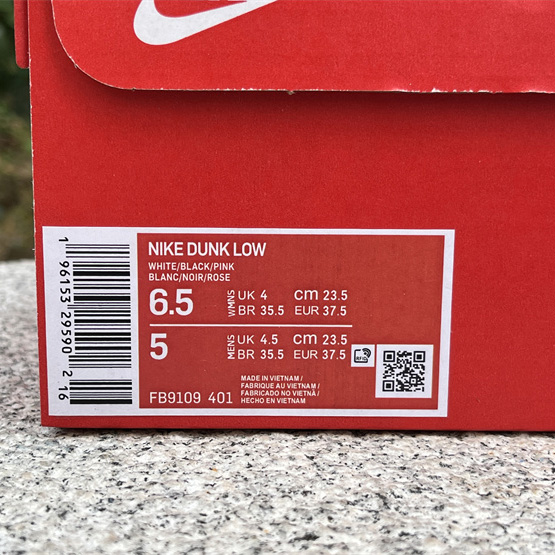 NIKE DUNK LOW
WHITE/BLACK/PINK
BLANC/NOIR/ROSE
6.5 WMNS UK 4 cm 23.5
BR 35.5 EUR 37.5
5 MENS UK 4.5 cm 23.5
BR 35.5 EUR 37.5
MADE IN VIETNAM /
FABRIQUE AU VIETNAM /
FABRICADO NO VIETNÃ /
HECHO EN VIETNAM
FB9109 401
1 96153 29590 2 16